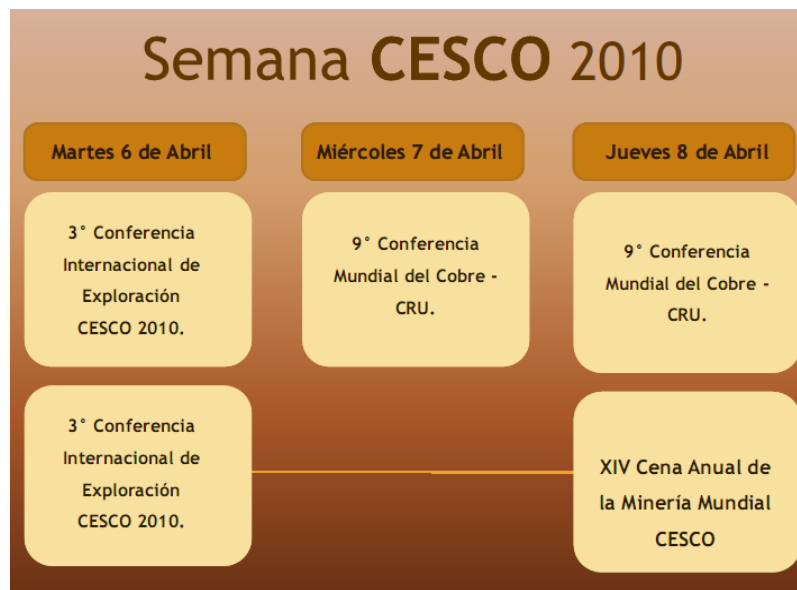 Semana CESCO 2010
Martes 6 de Abril
3° Conferencia
Internacional de
Exploración
CESCO 2010.
3° Conferencia
Internacional de
Exploración
CESCO 2010.
Miércoles 7 de Abril
9° Conferencia
Mundial del Cobre -
CRU.
Jueves 8 de Abril
9° Conferencia
Mundial del Cobre -
CRU.
XIV Cena Anual de
la Minería Mundial
CESCO